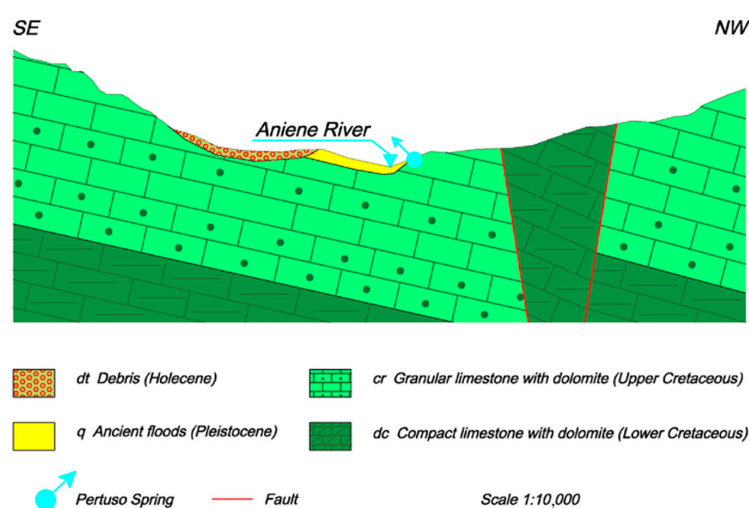 SE
NW
Aniene River
dt Debris (Holecene)
cr Granular limestone with dolomite (Upper Cretaceous)
q Ancient floods (Pleistocene)
dc Compact limestone with dolomite (Lower Cretaceous)
Pertuso Spring
Fault
Scale 1:10,000